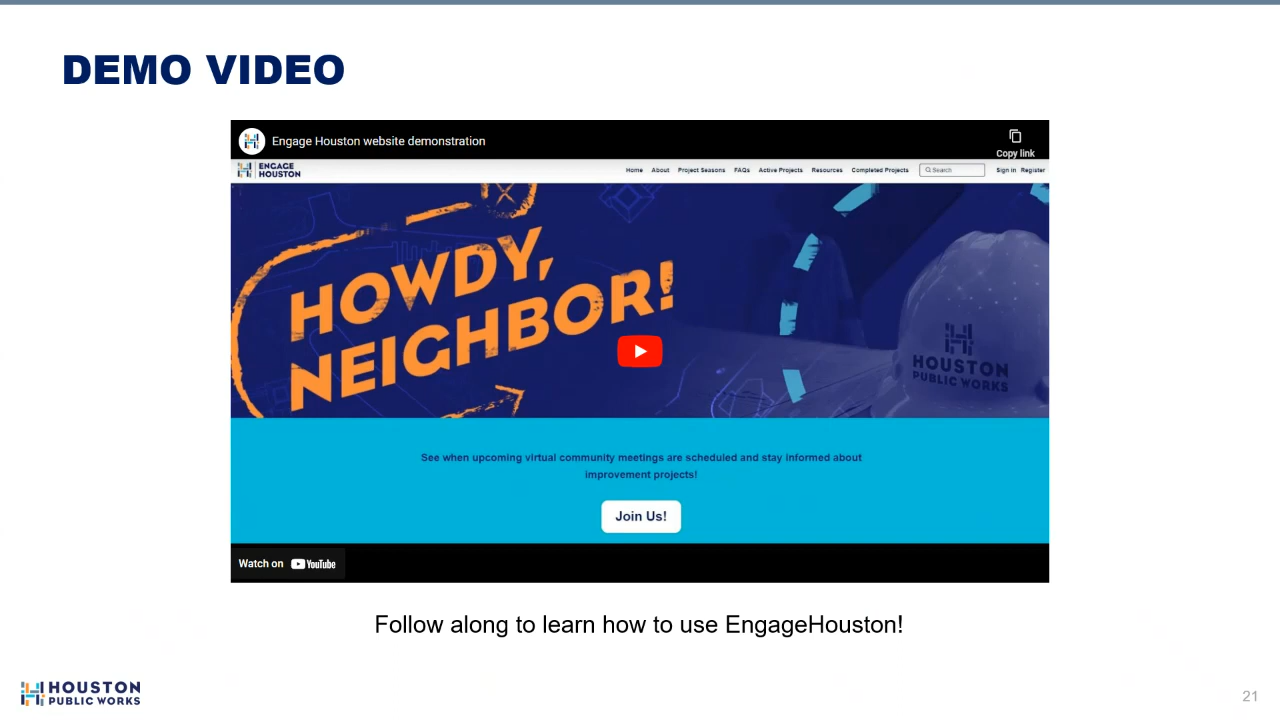 DEMO VIDEO
Engage Houston website demonstration
Copy link
ENGAGE
HOUSTON
Home About Project Seasons FAQs Active Projects Resources Completed Projects Search Sign in Register
HOWDY,
NEIGHBOR!
HOUSTON
PUBLIC WORKS
See when upcoming virtual community meetings are scheduled and stay informed about
improvement projects!
Join Us!
Watch on YouTube
Follow along to learn how to use EngageHouston!
HOUSTON
PUBLIC WORKS
21